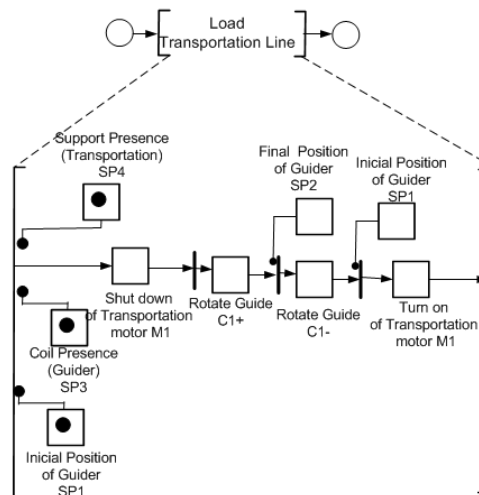 Load
Transportation Line
Support Presence
(Transportation)
SP4
Final Position
of Guider
SP2
Inicial Position
of Guider
SP1
Shut down
of Transportation
motor M1
Rotate Guide
C1+
Rotate Guide
C1-
Turn on
of Transportation
motor M1
Coil Presence
(Guider)
SP3
Inicial Position
of Guider
SP1